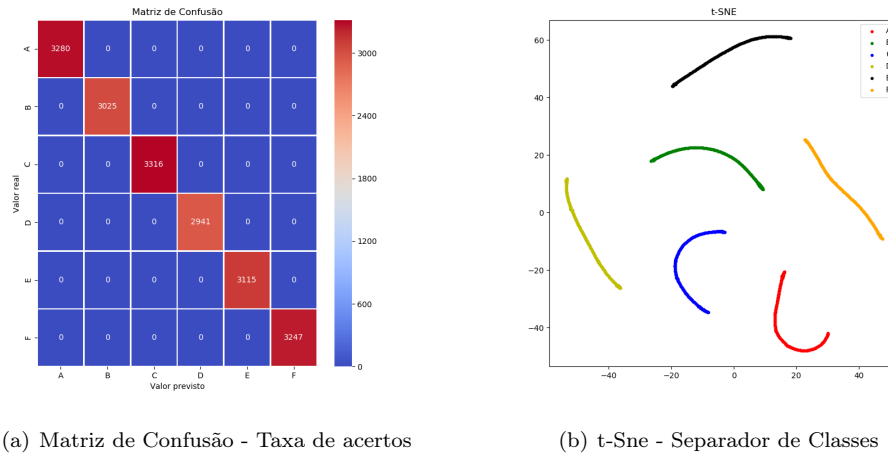 Matriz de Confusão
A
B
C
D
E
F
Valor real
3280 0 0 0 0 0
0 3025 0 0 0 0
0 0 3316 0 0 0
0 0 0 2941 0 0
0 0 0 0 3115 0
0 0 0 0 0 3247
A B C D E F
Valor previsto
3000
2400
1800
1200
600
0
t-SNE
60
40
20
0
−20
−40
−40 −20 0 20 40
(a) Matriz de Confusão - Taxa de acertos
(b) t-Sne - Separador de Classes